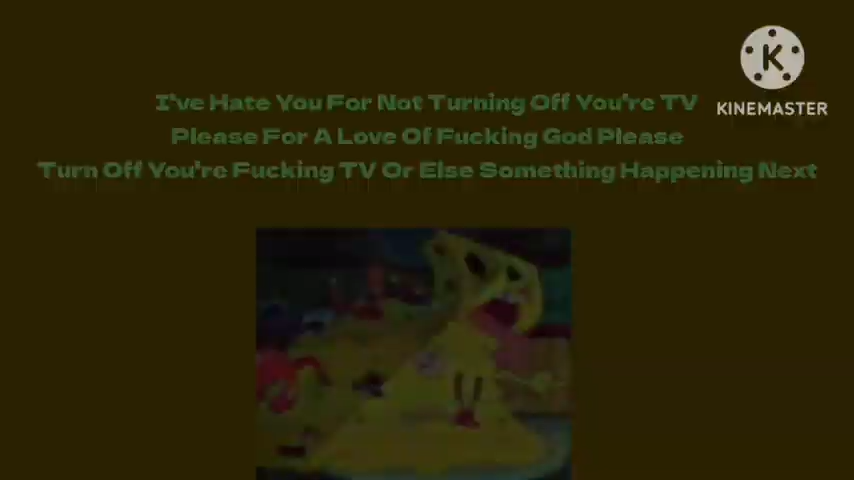 I've Hate You For Not Turning Off You're TV
Please For A Love Of Fucking God Please
Turn Off You're Fucking TV Or Else Something Happening Next
KINEMASTER